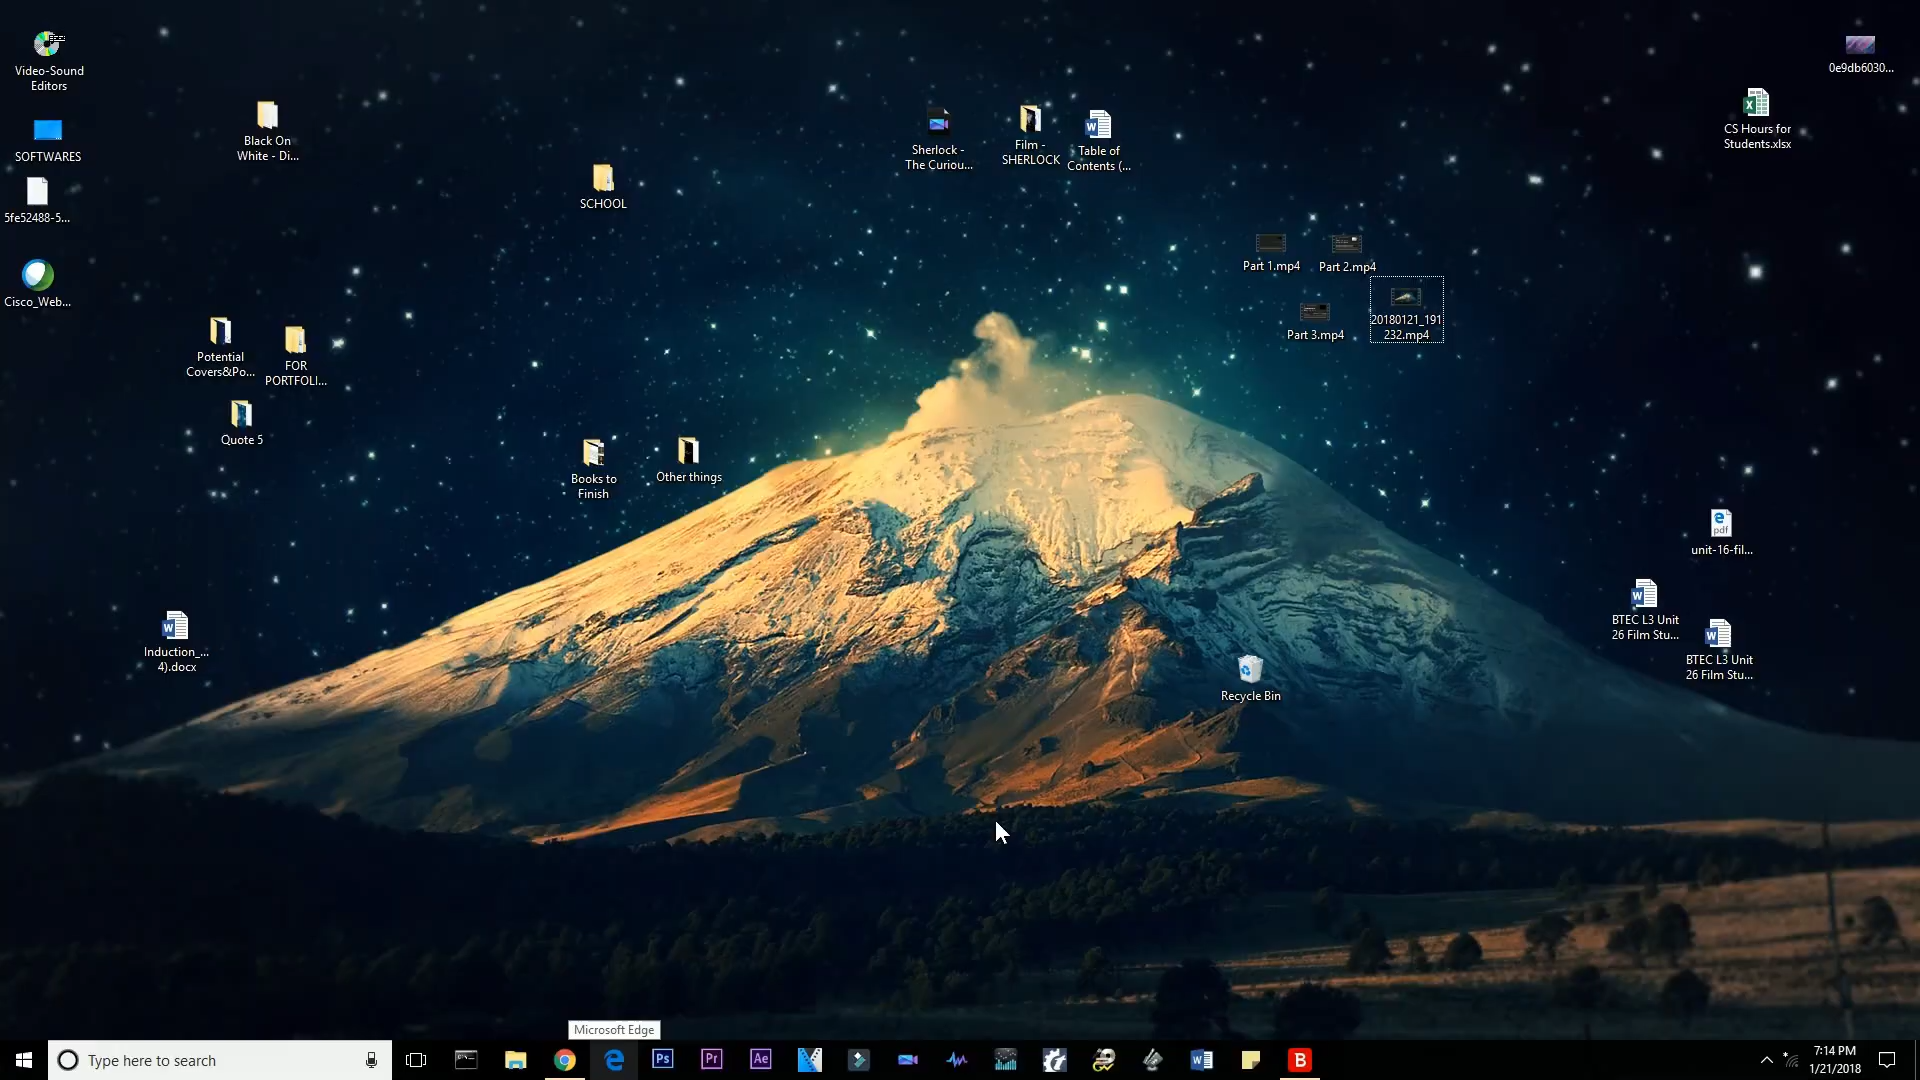 Video-Sound
Editors
SOFTWARES
5fe52488-5...
Cisco_Web...
Black On
White - Di...
Potential
Covers&Po...
FOR
PORTFOLI...
Quote 5
Induction_...
4).docx
SCHOOL
Books to
Finish
Other things
Sherlock -
The Curiou...
Film -
SHERLOCK
Table of
Contents (...
Part 1.mp4
Part 2.mp4
Part 3.mp4
20180121_191
232.mp4
Recycle Bin
0e9db6030...
CS Hours for
Students.xlsx
pdf
unit-16-fil...
BTEC L3 Unit
26 Film Stu...
BTEC L3 Unit
26 Film Stu...
Microsoft Edge
Type here to search
Ps
Pr
Ae
B
7:14 PM
1/21/2018